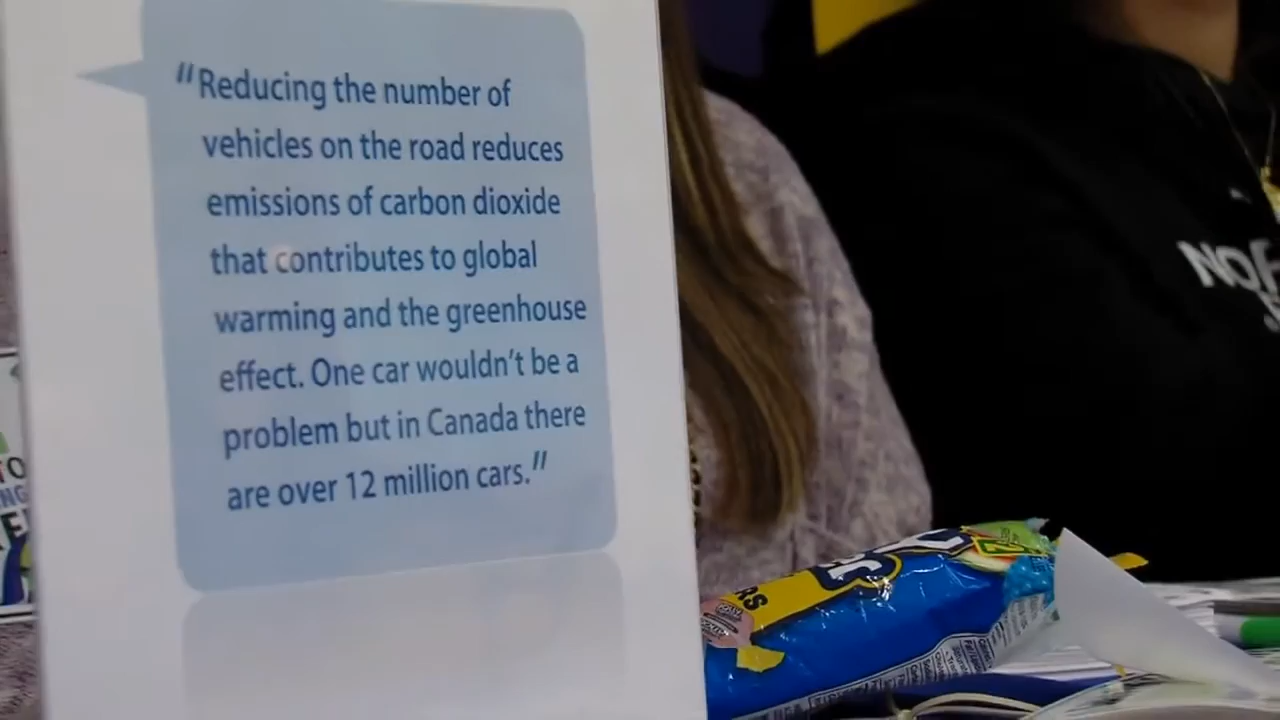 “Reducing the number of
vehicles on the road reduces
emissions of carbon dioxide
that contributes to global
warming and the greenhouse
effect. One car wouldn’t be a
problem but in Canada there
are over 12 million cars.”
RS